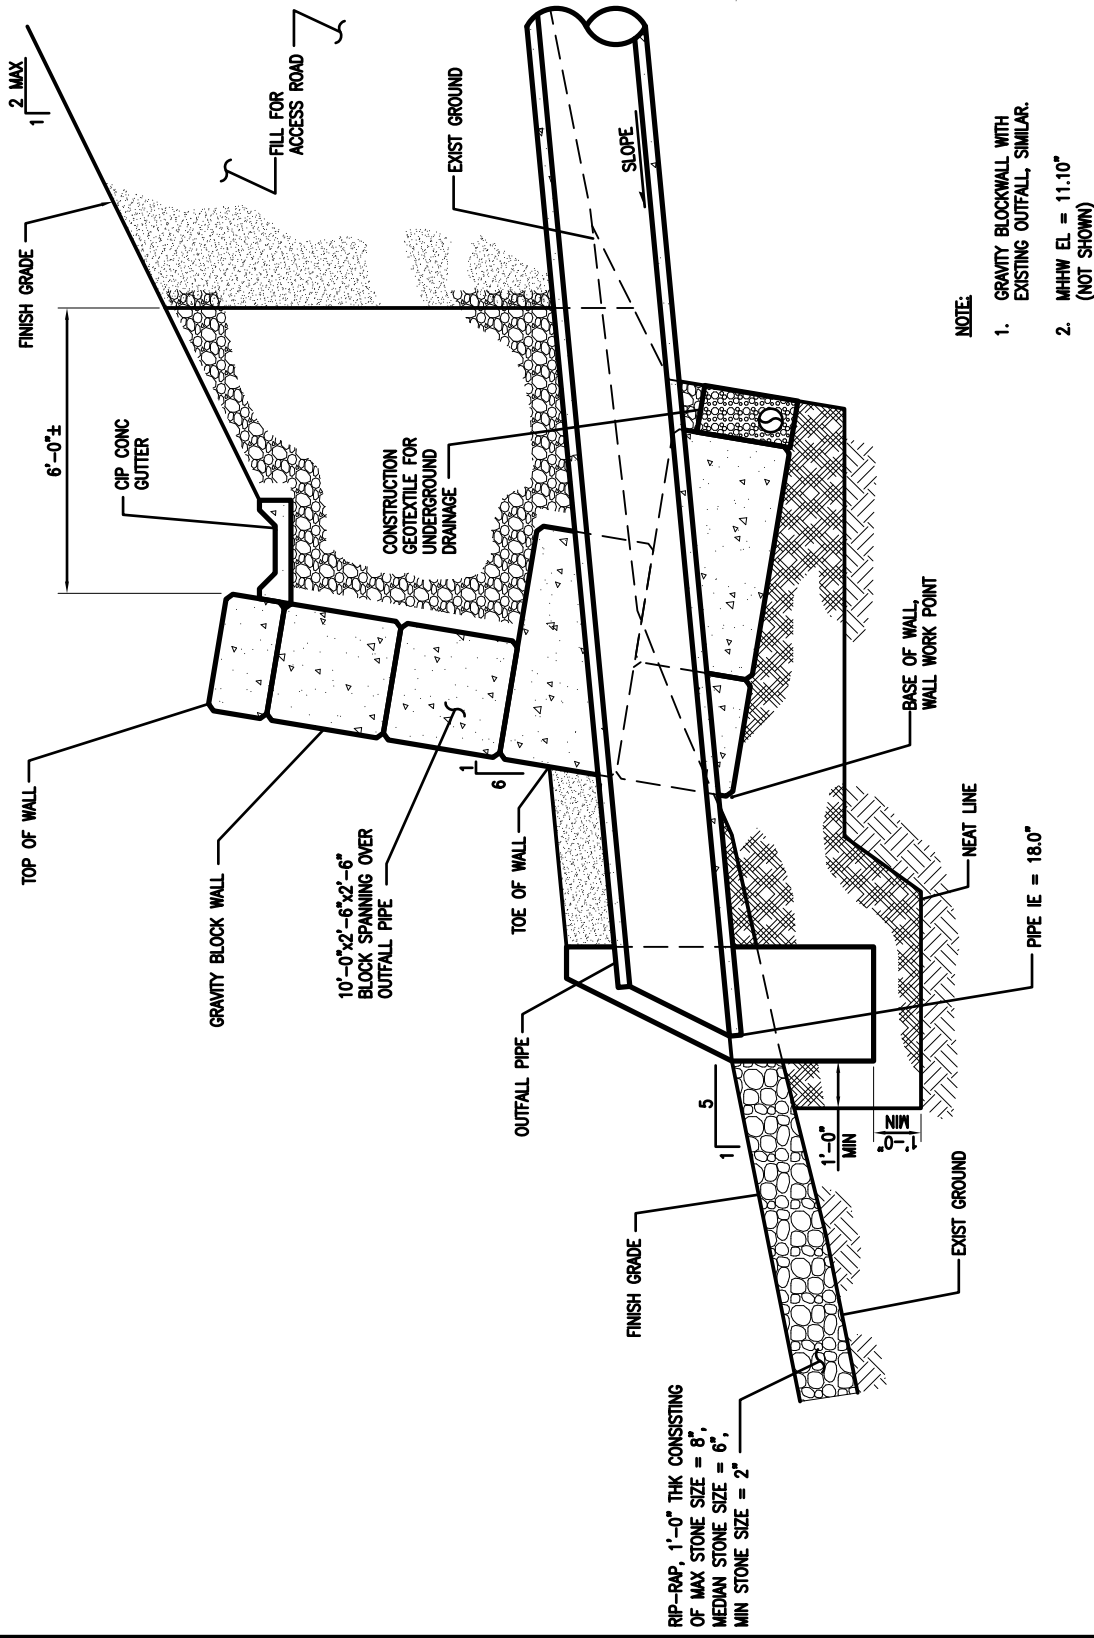 TOP OF WALL
GRAVITY BLOCK WALL
10'-0"x2'-6"x2'-6"
BLOCK SPANNING OVER
OUTFALL PIPE
TOE OF WALL
OUTFALL PIPE
FINISH GRADE
RIP-RAP, 1'-0" THK CONSISTING
OF MAX STONE SIZE = 8",
MEDIAN STONE SIZE = 6",
MIN STONE SIZE = 2"
6'-0"±
CIP CONC
GUTTER
FINISH GRADE
2 MAX
1
FILL FOR
ACCESS ROAD
EXIST GROUND
CONSTRUCTION
GEOTEXTILE FOR
UNDERGROUND
DRAINAGE
SLOPE
1
6
5
1
1'-0"
MIN
1'-0"
MIN
EXIST GROUND
BASE OF WALL,
WALL WORK POINT
NEAT LINE
PIPE IE = 18.0"
NOTE:
1. GRAVITY BLOCKWALL WITH
EXISTING OUTFALL, SIMILAR.
2. MHHW EL = 11.10"
(NOT SHOWN)